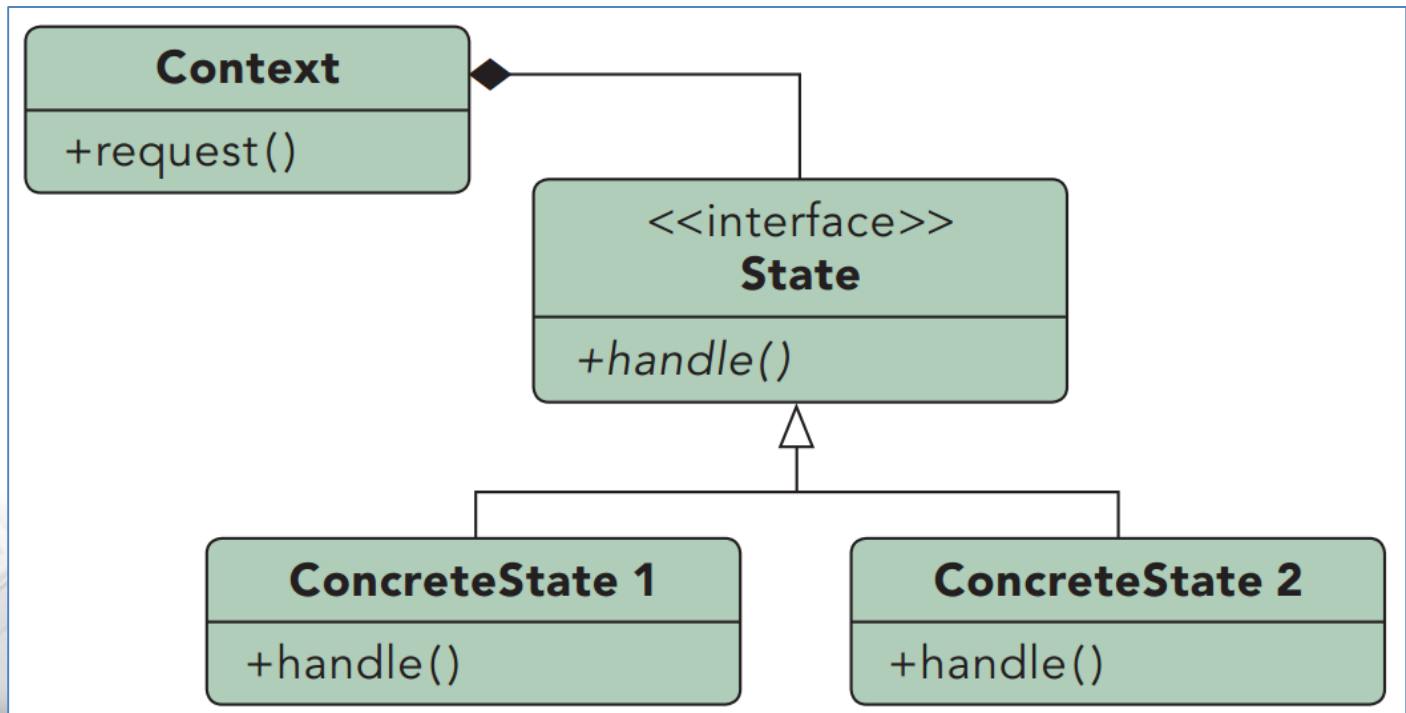 Context
+request()
<<interface>>
State
+handle()
ConcreteState 1
+handle()
ConcreteState 2
+handle()